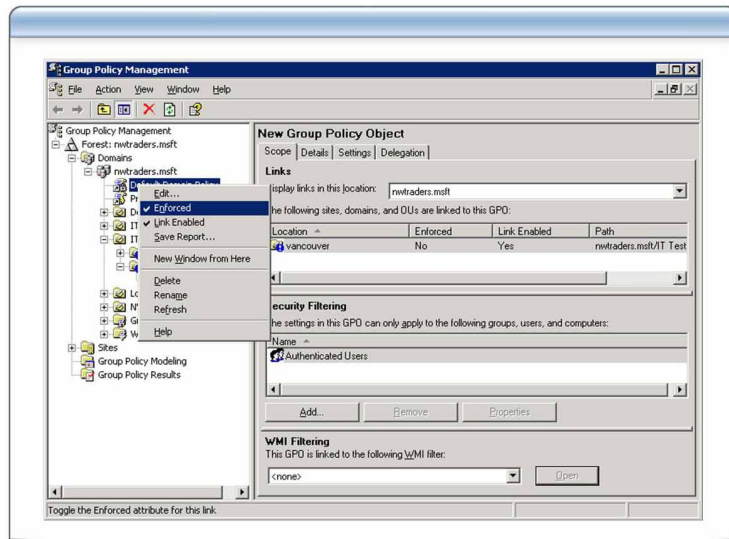 Group Policy Management
File Action View Window Help
Group Policy Management
Forest: nwtraders.msft
Domains
nwtraders.msft
Default Domain Policy
Edit...
Enforced
Link Enabled
Save Report...
New Window from Here
Delete
Rename
Refresh
Help
Sites
Group Policy Modeling
Group Policy Results
New Group Policy Object
Scope Details Settings Delegation
Links
isplay links in this location: nwtraders.msft
he following sites, domains, and OUs are linked to this GPO:
Location Enforced Link Enabled Path
vancouver No Yes nwtraders.msft/IT Test
ecurity Filtering
he settings in this GPO can only apply to the following groups, users, and computers:
Name
Authenticated Users
Add... Remove Properties
WMI Filtering
This GPO is linked to the following WMI filter:
<none> Open
Toggle the Enforced attribute for this link